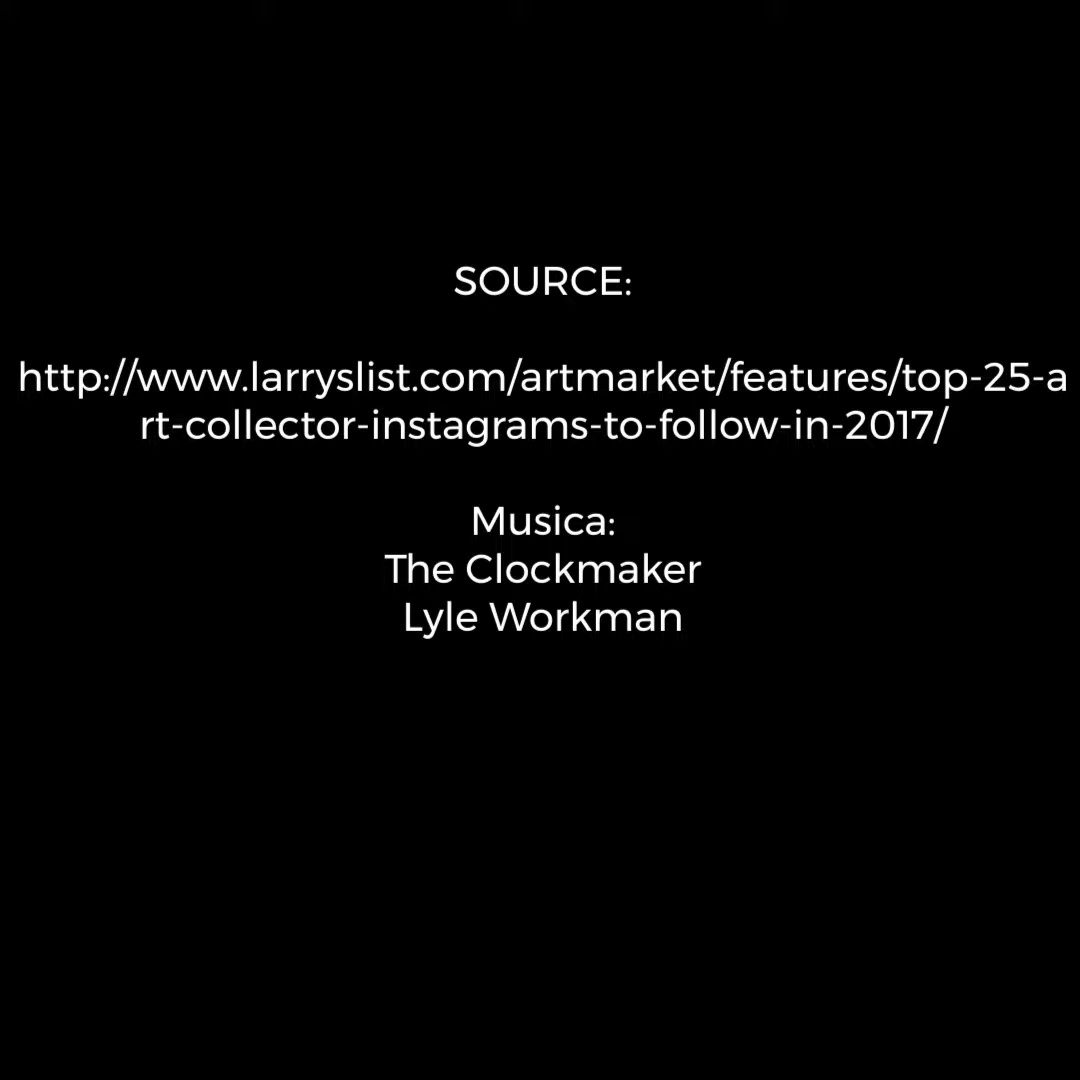 SOURCE:
http://www.larryslist.com/artmarket/features/top-25-a
rt-collector-instagrams-to-follow-in-2017/
Musica:
The Clockmaker
Lyle Workman